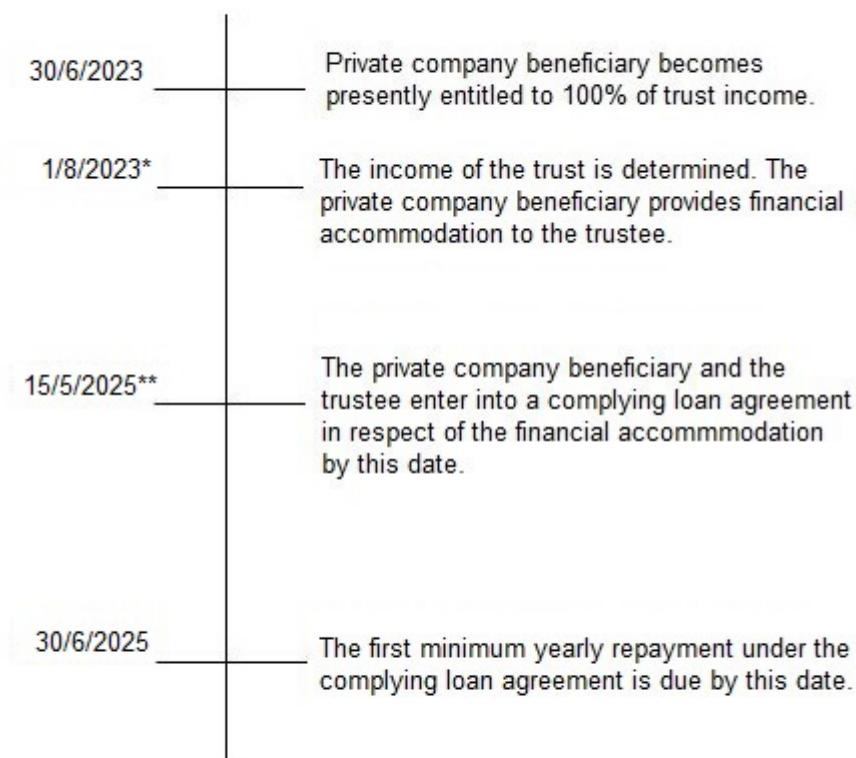 30/6/2023
Private company beneficiary becomes
presently entitled to 100% of trust income.
1/8/2023*
The income of the trust is determined. The
private company beneficiary provides financial
accommodation to the trustee.
15/5/2025**
The private company beneficiary and the
trustee enter into a complying loan agreement
in respect of the financial accommmodation
by this date.
30/6/2025
The first minimum yearly repayment under the
complying loan agreement is due by this date.